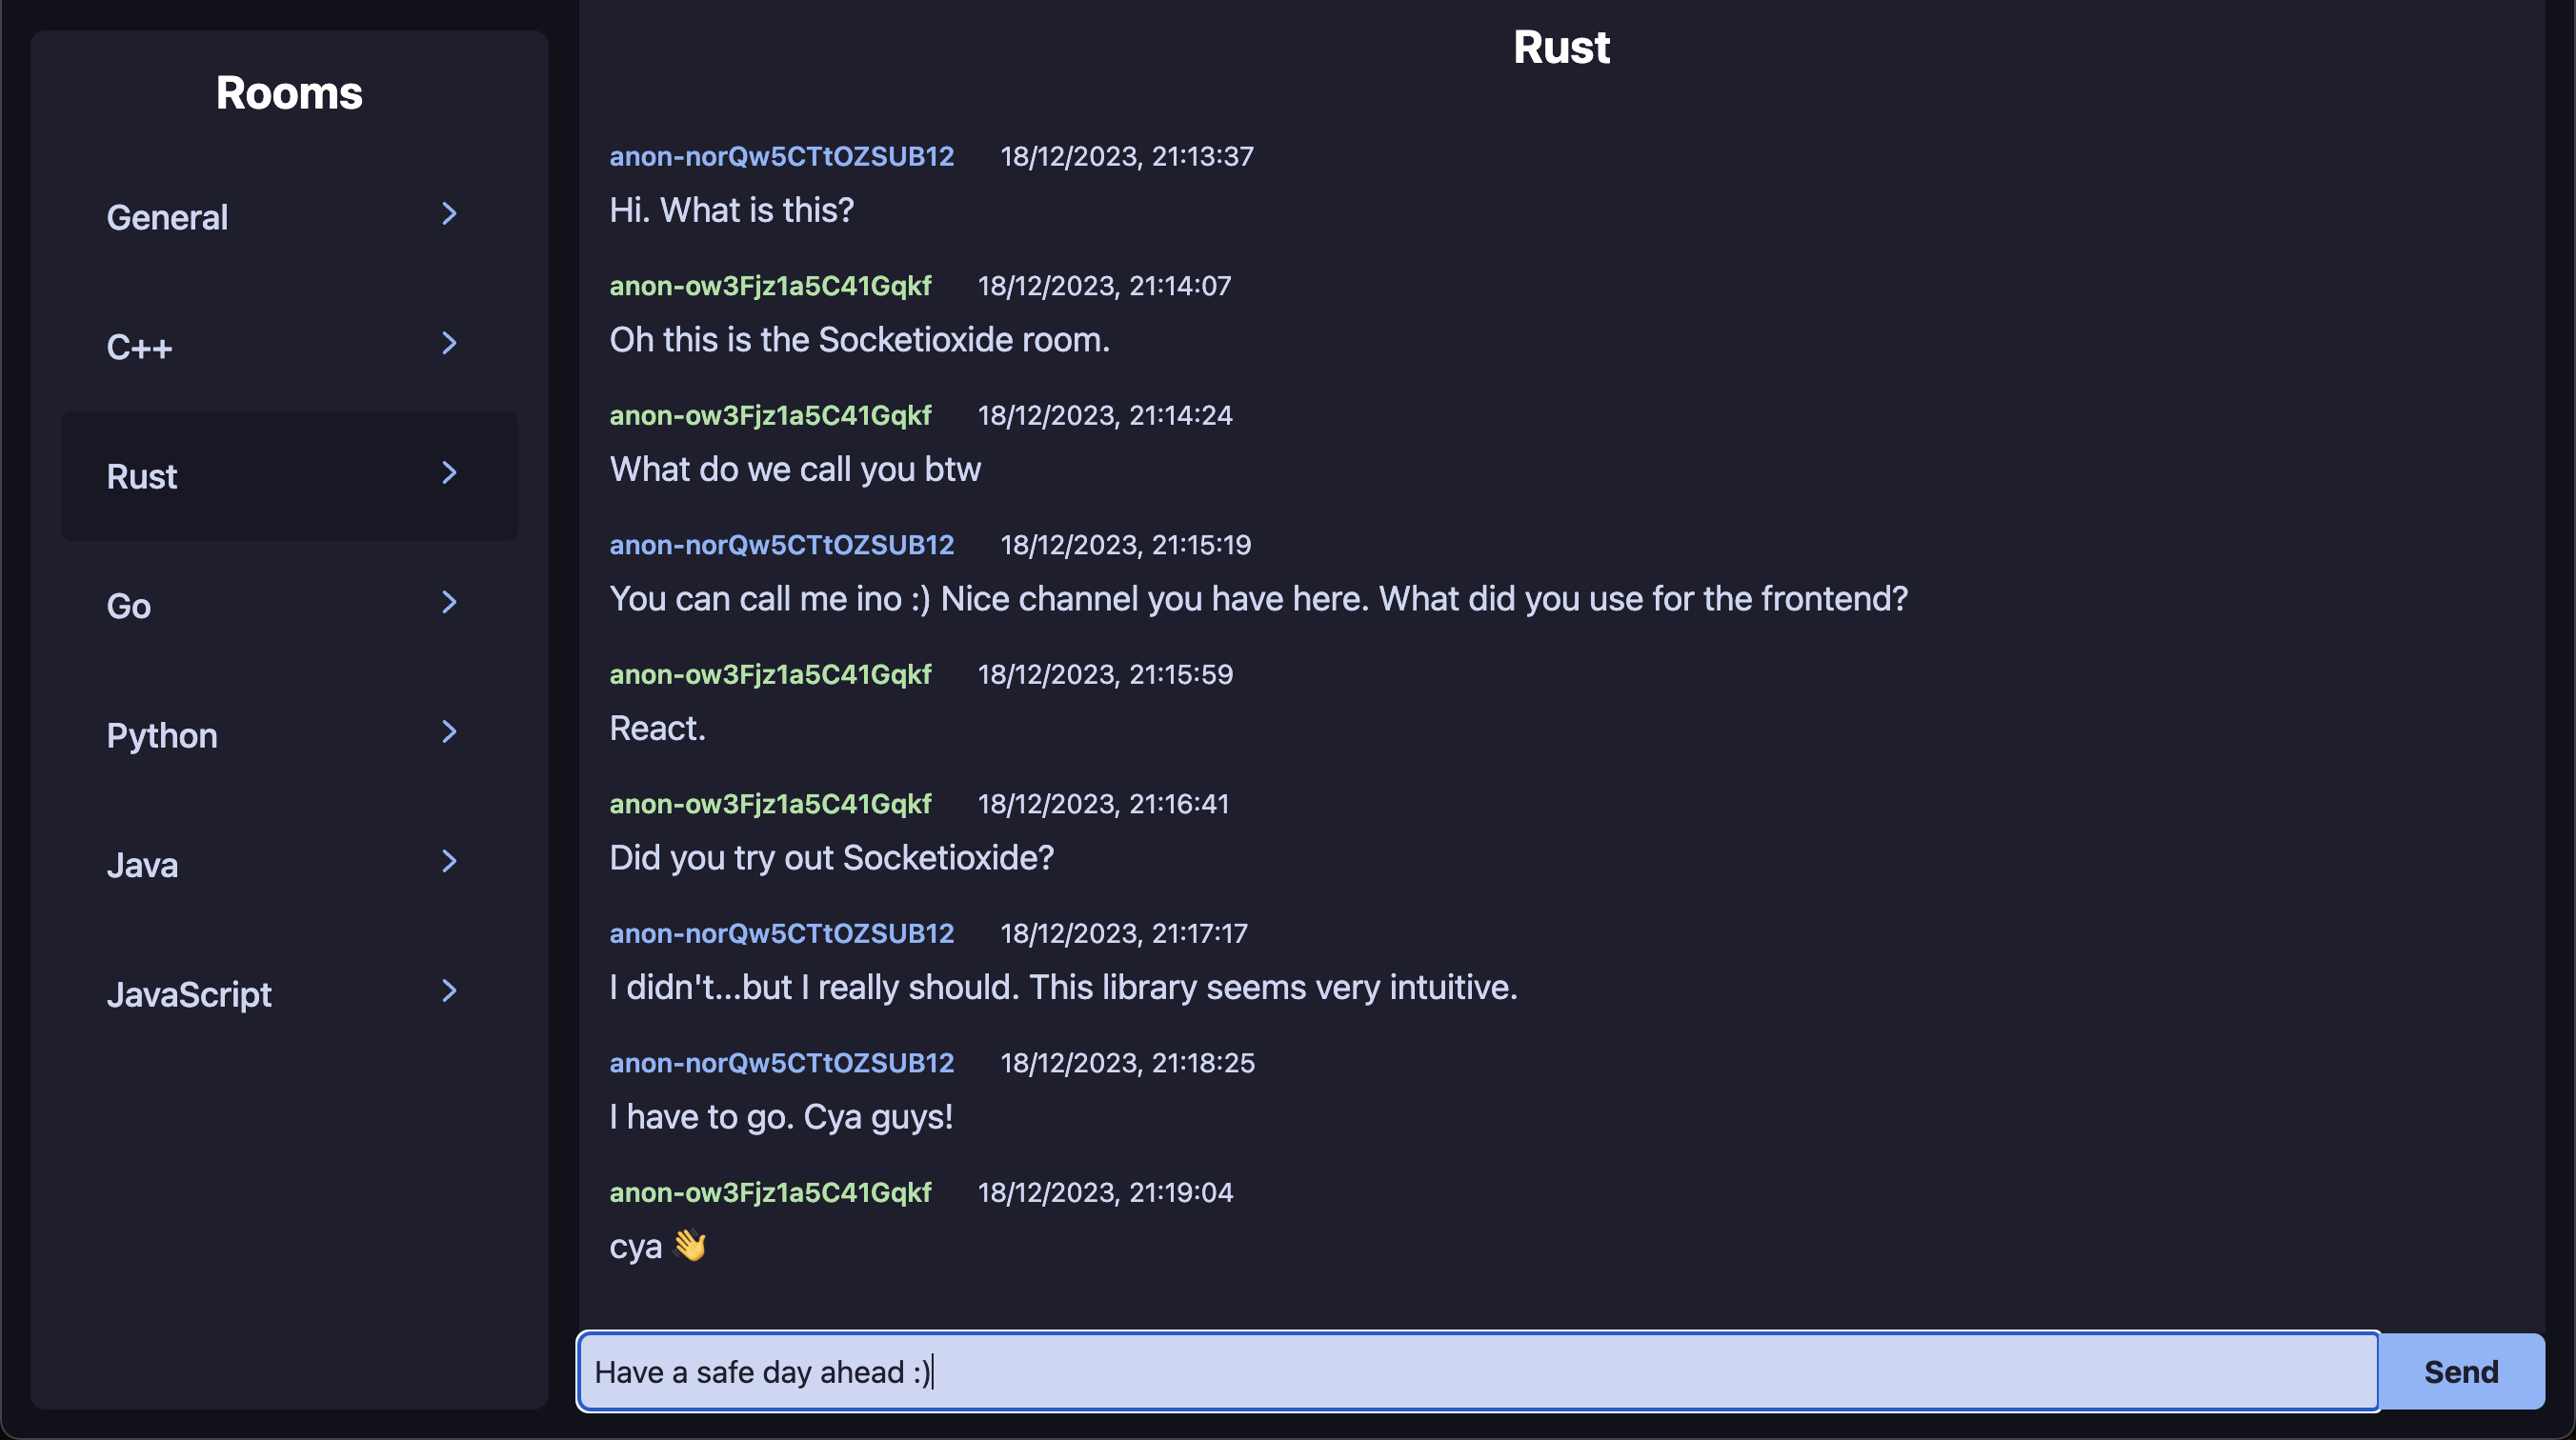 Rooms
General
C++
Rust
Go
Python
Java
JavaScript
Rust
anon-norQw5CTtOZSUB12 18/12/2023, 21:13:37
Hi. What is this?
anon-ow3Fjz1a5C41Gqkf 18/12/2023, 21:14:07
Oh this is the Socketioxide room.
anon-ow3Fjz1a5C41Gqkf 18/12/2023, 21:14:24
What do we call you btw
anon-norQw5CTtOZSUB12 18/12/2023, 21:15:19
You can call me ino :) Nice channel you have here. What did you use for the frontend?
anon-ow3Fjz1a5C41Gqkf 18/12/2023, 21:15:59
React.
anon-ow3Fjz1a5C41Gqkf 18/12/2023, 21:16:41
Did you try out Socketioxide?
anon-norQw5CTtOZSUB12 18/12/2023, 21:17:17
I didn't...but I really should. This library seems very intuitive.
anon-norQw5CTtOZSUB12 18/12/2023, 21:18:25
I have to go. Cya guys!
anon-ow3Fjz1a5C41Gqkf 18/12/2023, 21:19:04
cya 👋
Have a safe day ahead :)
Send